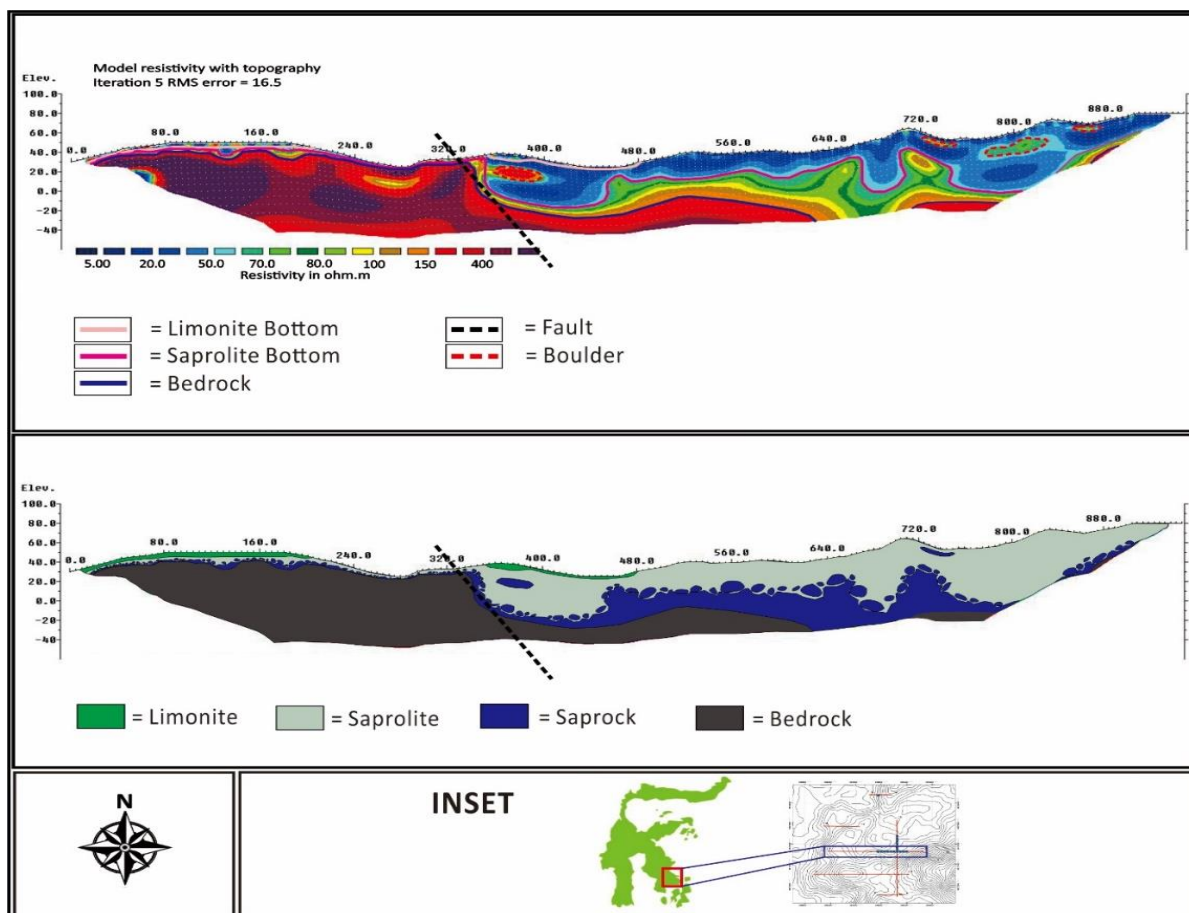 Model resistivity with topography
Iteration 5 RMS error = 16.5
Elev.
100.0
80.0
60.0
40.0
20.0
0.0
-20
-40
0.0 80.0 160.0 240.0 320.0 400.0 480.0 560.0 640.0 720.0 800.0 880.0
5.00 20.0 50.0 70.0 80.0 100 150 400
Resistivity in ohm.m
= Limonite Bottom
= Saprolite Bottom
= Bedrock
= Fault
= Boulder
Elev.
100.0
80.0
60.0
40.0
20.0
0.0
-20
-40
0.0 80.0 160.0 240.0 320.0 400.0 480.0 560.0 640.0 720.0 800.0 880.0
= Limonite = Saprolite = Saprock = Bedrock
N
INSET